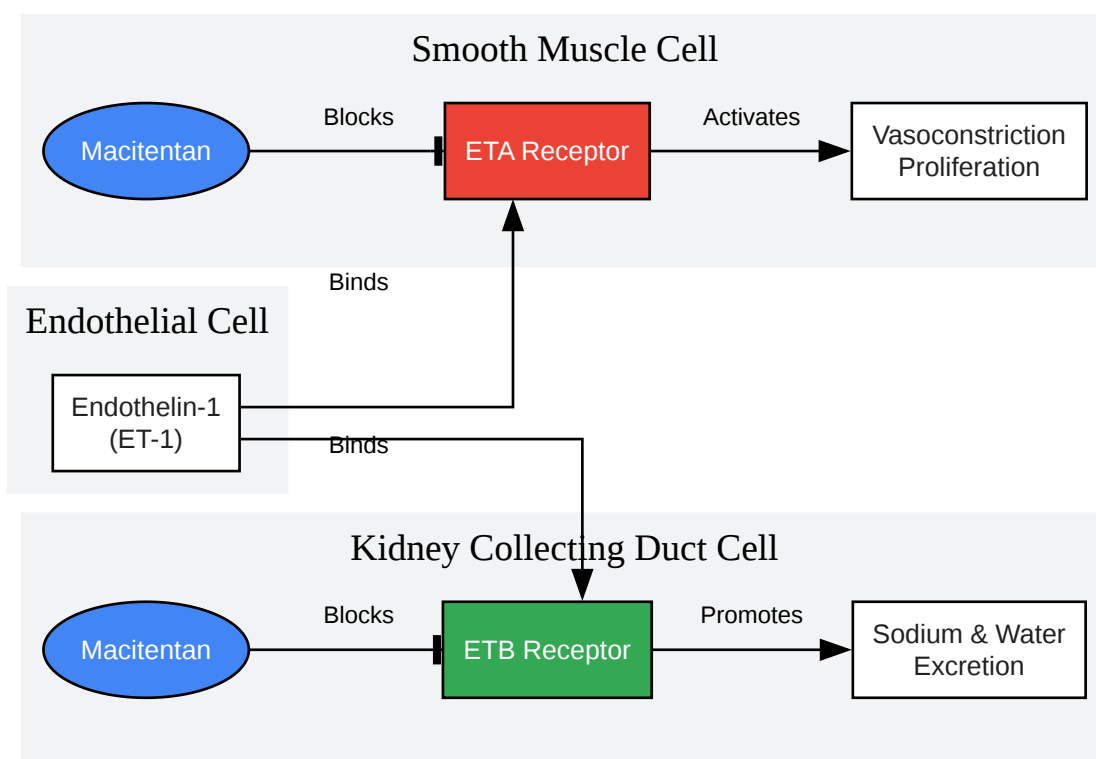 Smooth Muscle Cell
Blocks
Activates
Macitentan
ETA Receptor
Vasoconstriction
Proliferation
Binds
Endothelial Cell
Endothelin-1
(ET-1)
Binds
Kidney Collecting Duct Cell
Blocks
Promotes
Macitentan
ETB Receptor
Sodium & Water
Excretion